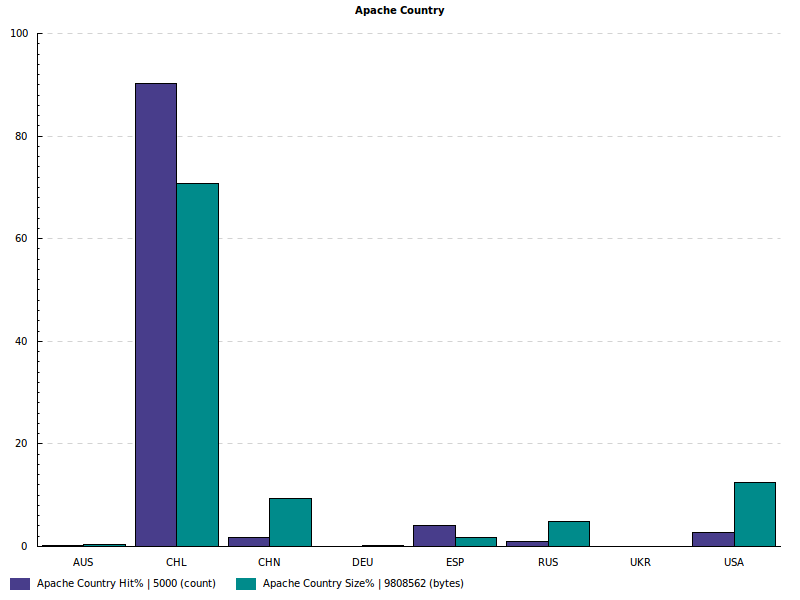 Apache Country
100
80
60
40
20
0
AUS CHL CHN DEU ESP RUS UKR USA
Apache Country Hit% | 5000 (count) Apache Country Size% | 9808562 (bytes)